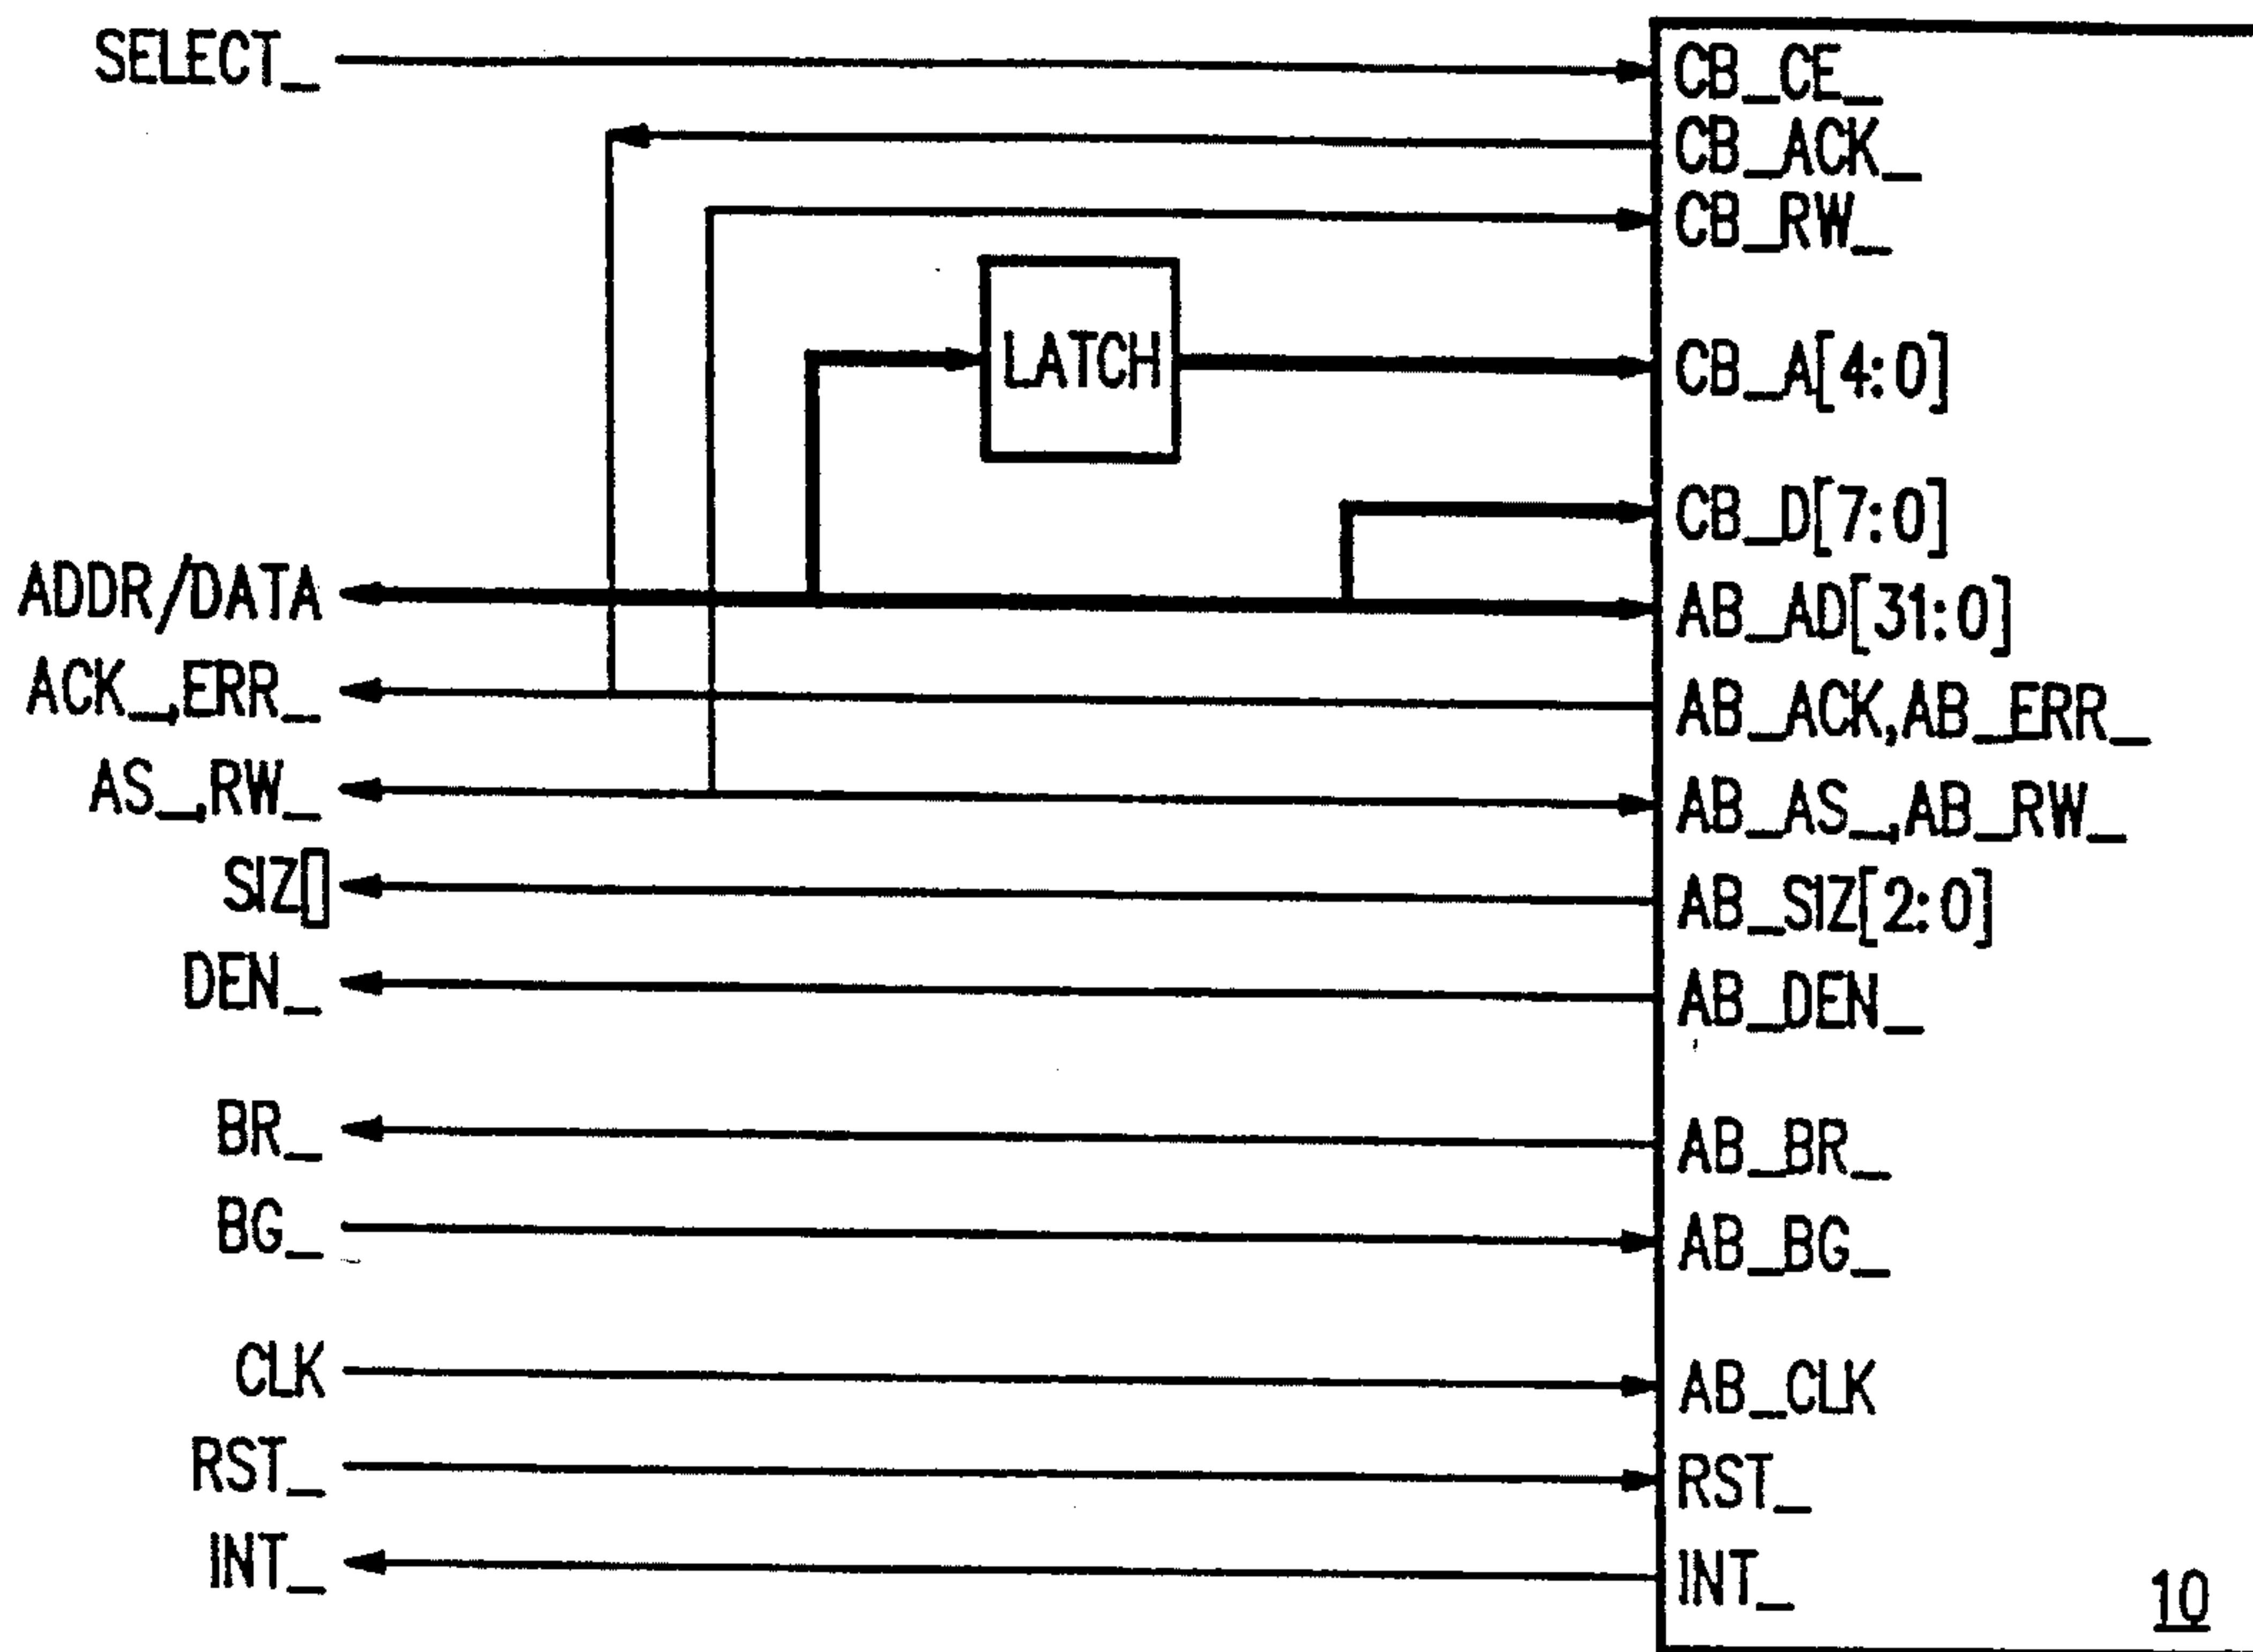 SELECT_
CB_CE_
CB_ACK_
CB_RW_
LATCH
CB_A[4:0]
CB_D[7:0]
ADDR/DATA
AB_AD[31:0]
ACK_,ERR_
AB_ACK,AB_ERR_
AS_,RW_
AB_AS_,AB_RW_
SIZ[]
AB_SIZ[2:0]
DEN_
AB_DEN_
BR_
AB_BR_
BG_
AB_BG_
CLK
AB_CLK
RST_
RST_
INT_
INT_
10